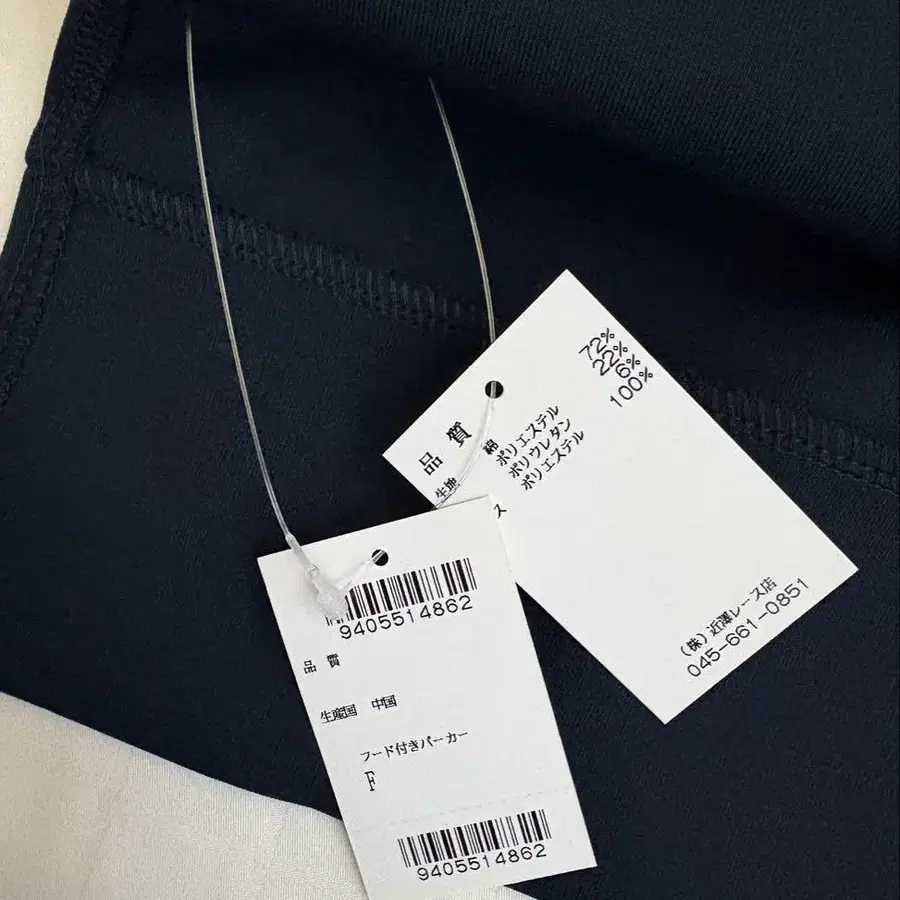 品質
生地
綿
72%
ポリエステル
22%
ポリウレタン
6%
ポリエステル
100%
ス
(株)近澤レース店
045-661-0851
9405514862
品質
生産国 中国
フード付きパーカー
F
9405514862